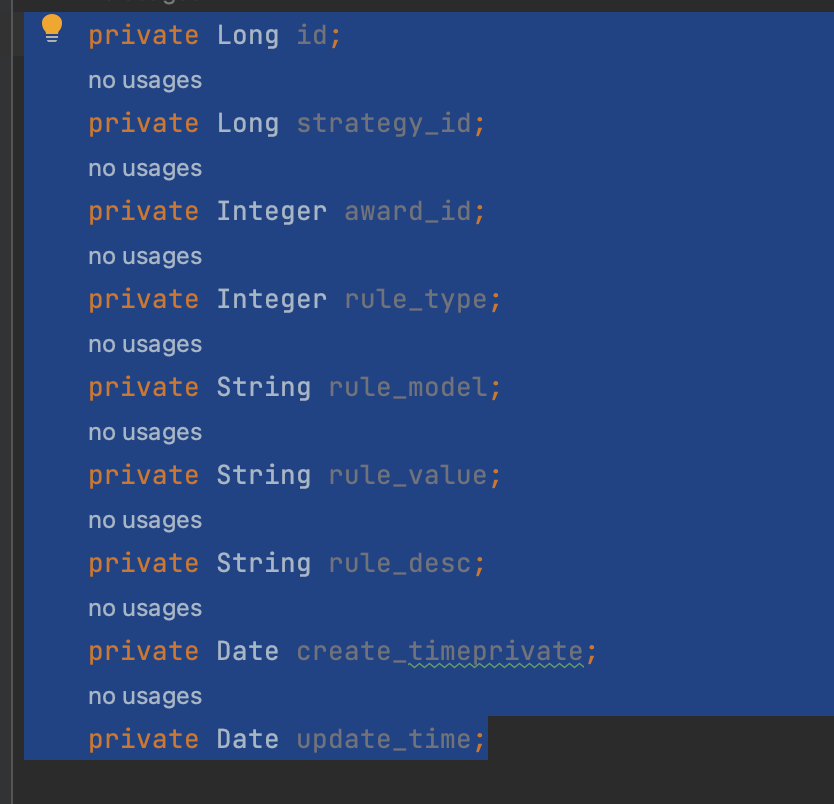 private Long id;
no usages
private Long strategy_id;
no usages
private Integer award_id;
no usages
private Integer rule_type;
no usages
private String rule_model;
no usages
private String rule_value;
no usages
private String rule_desc;
no usages
private Date create_timeprivate;
no usages
private Date update_time;